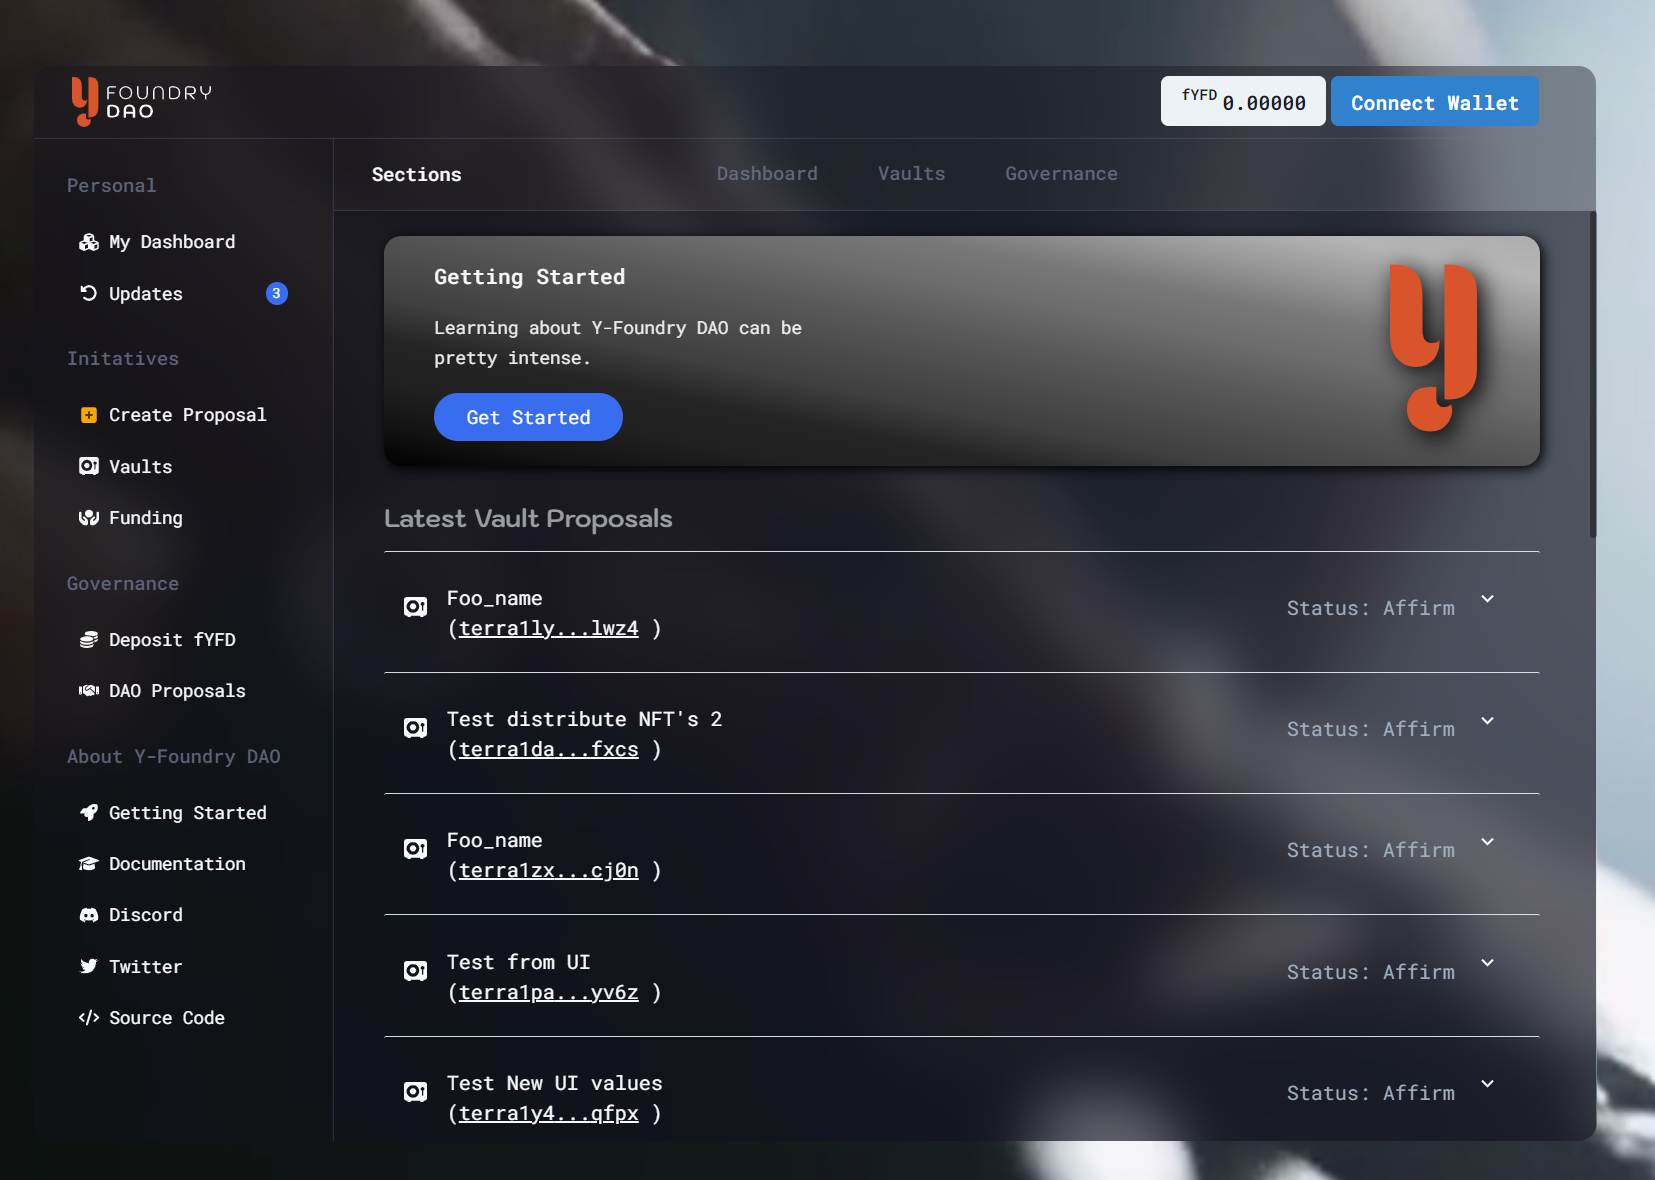 FOUNDRY
DAO
fYFD 0.00000
Connect Wallet
Personal
My Dashboard
Updates
3
Initatives
Create Proposal
Vaults
Funding
Governance
Deposit fYFD
DAO Proposals
About Y-Foundry DAO
Getting Started
Documentation
Discord
Twitter
Source Code
Sections
Dashboard
Vaults
Governance
Getting Started
Learning about Y-Foundry DAO can be
pretty intense.
Get Started
Latest Vault Proposals
Foo_name
(terra1ly...lwz4 )
Status: Affirm
Test distribute NFT's 2
(terra1da...fxcs )
Status: Affirm
Foo_name
(terra1zx...cj0n )
Status: Affirm
Test from UI
(terra1pa...yv6z )
Status: Affirm
Test New UI values
(terra1y4...qfpx )
Status: Affirm